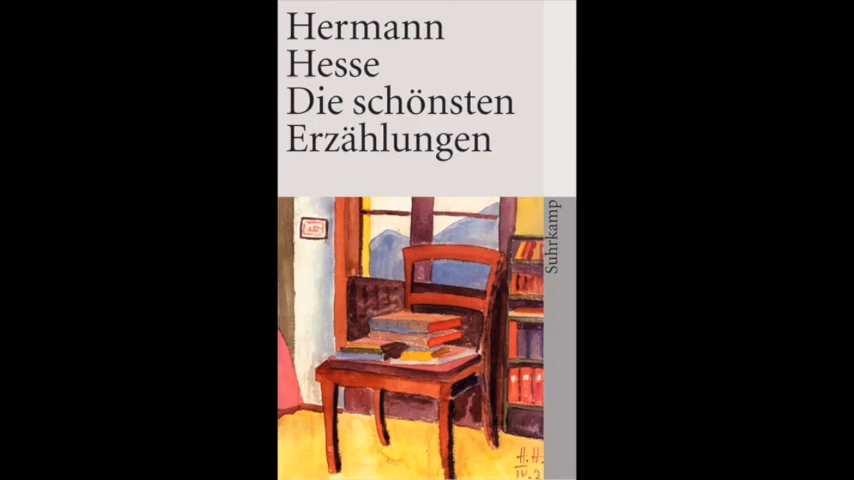 Hermann
Hesse
Die schönsten
Erzählungen
Suhrkamp
H. H.